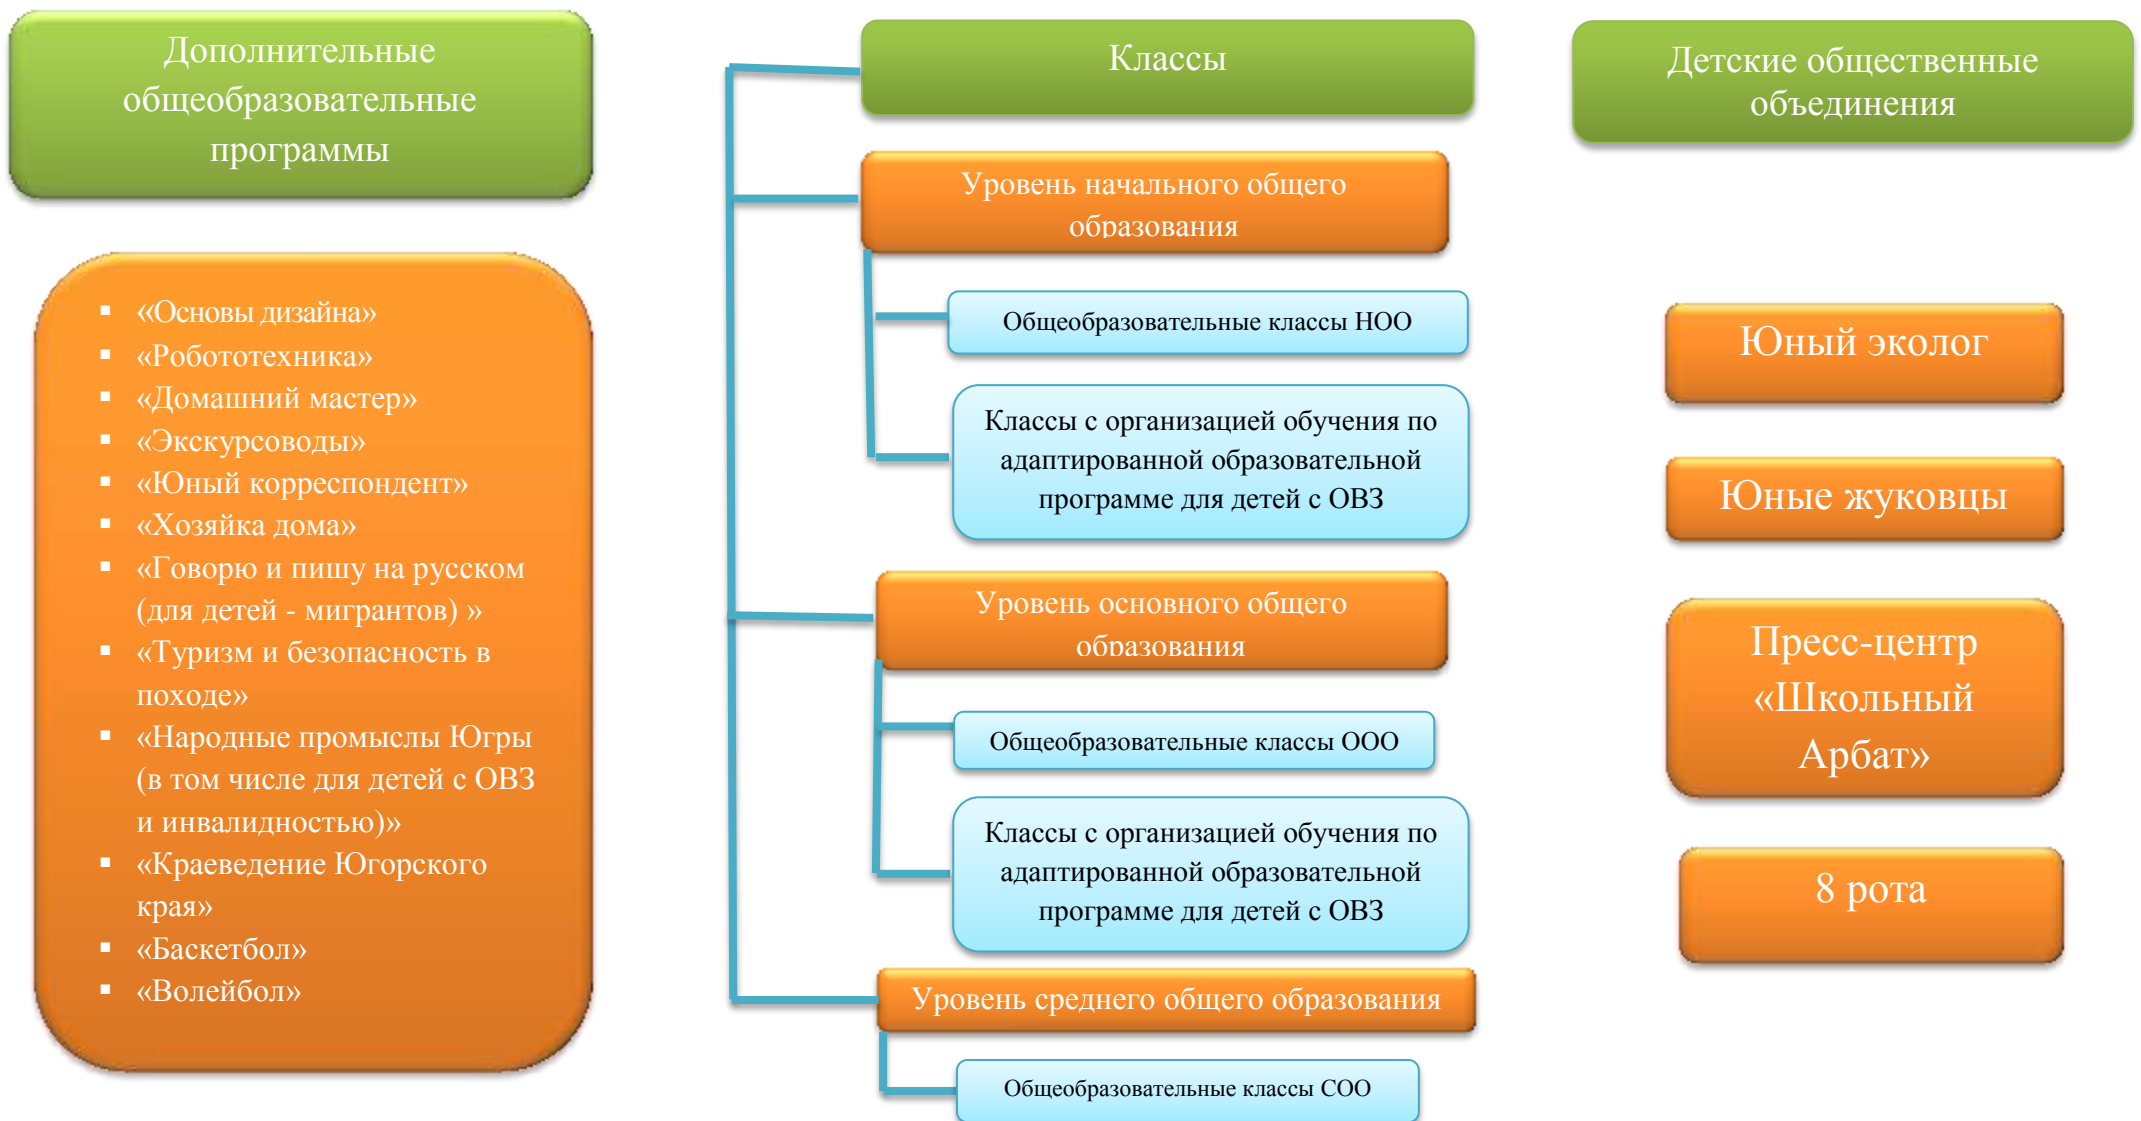 Дополнительные
общеобразовательные
программы
«Основы дизайна»
«Робототехника»
«Домашний мастер»
«Экскурсоводы»
«Юный корреспондент»
«Хозяйка дома»
«Говорю и пишу на русском
(для детей - мигрантов) »
«Туризм и безопасность в
походе»
«Народные промыслы Югры
(в том числе для детей с ОВЗ
и инвалидностью)»
«Краеведение Югорского
края»
«Баскетбол»
«Волейбол»
Классы
Уровень начального общего
образования
Общеобразовательные классы НОО
Классы с организацией обучения по
адаптированной образовательной
программе для детей с ОВЗ
Уровень основного общего
образования
Общеобразовательные классы ООО
Классы с организацией обучения по
адаптированной образовательной
программе для детей с ОВЗ
Уровень среднего общего образования
Общеобразовательные классы СОО
Детские общественные
объединения
Юный эколог
Юные жуковцы
Пресс-центр
«Школьный
Арбат»
8 рота